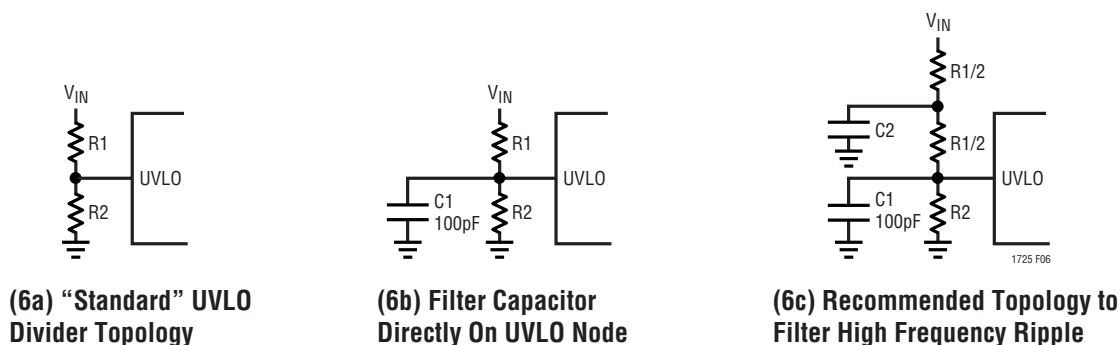 VIN
R1
UVLO
R2
(6a) “Standard” UVLO
Divider Topology
VIN
R1
UVLO
C1
100pF
R2
(6b) Filter Capacitor
Directly On UVLO Node
VIN
R1/2
C2
R1/2
UVLO
C1
100pF
R2
1725 F06
(6c) Recommended Topology to
Filter High Frequency Ripple